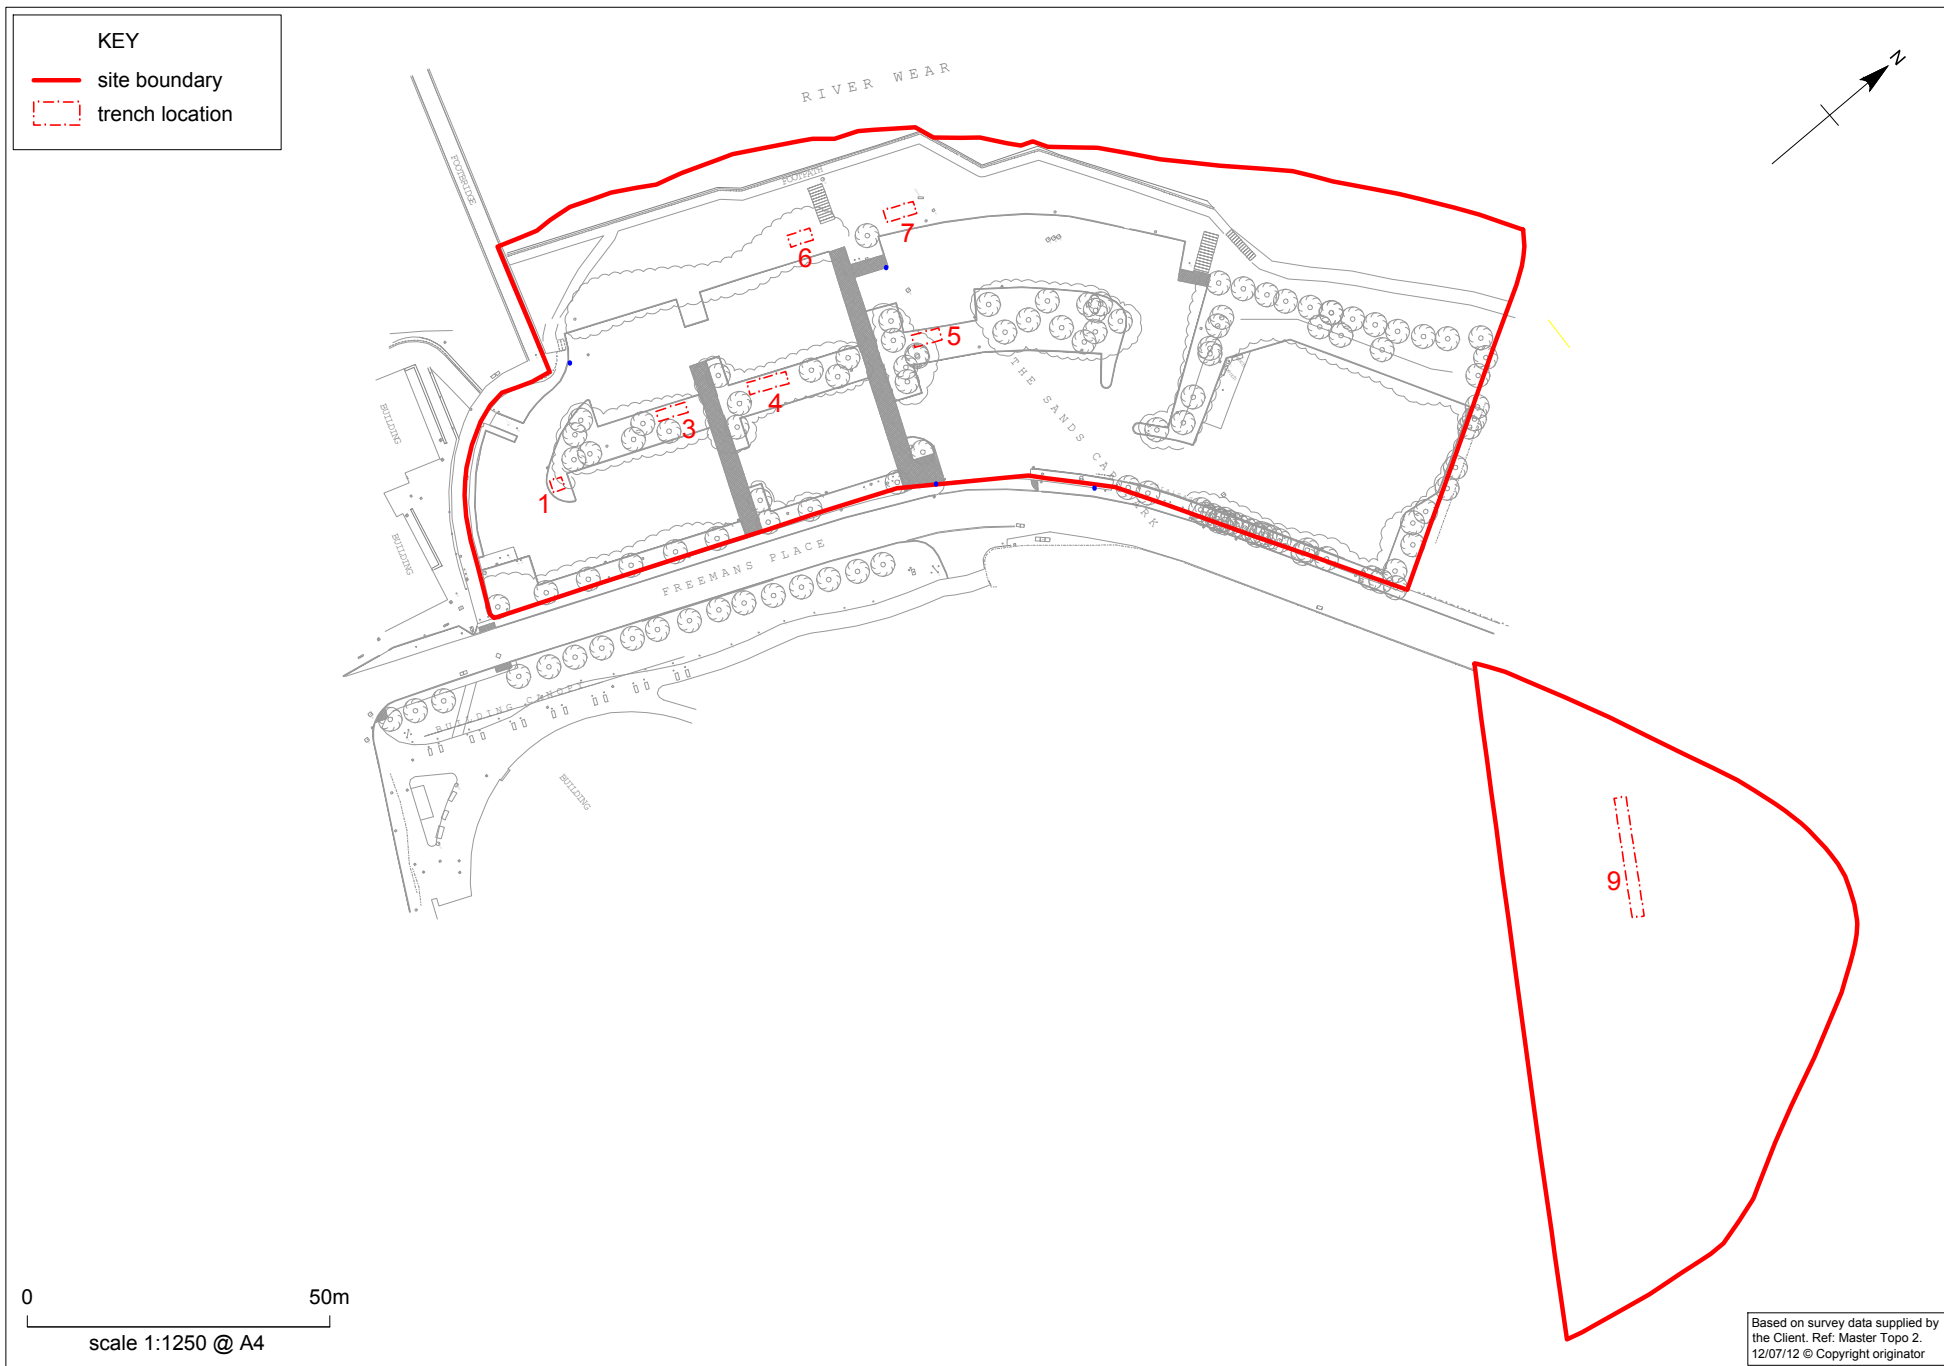 KEY
site boundary
trench location
RIVER WEAR
N
FOOTBRIDGE
FOOTPATH
7
6
5
4
3
1
THE SANDS CAR PARK
BUILDING
BUILDING
FREEMANS PLACE
BUILDING CANOPY
BUILDING
9
0 50m
scale 1:1250 @ A4
Based on survey data supplied by
the Client. Ref: Master Topo 2.
12/07/12 © Copyright originator